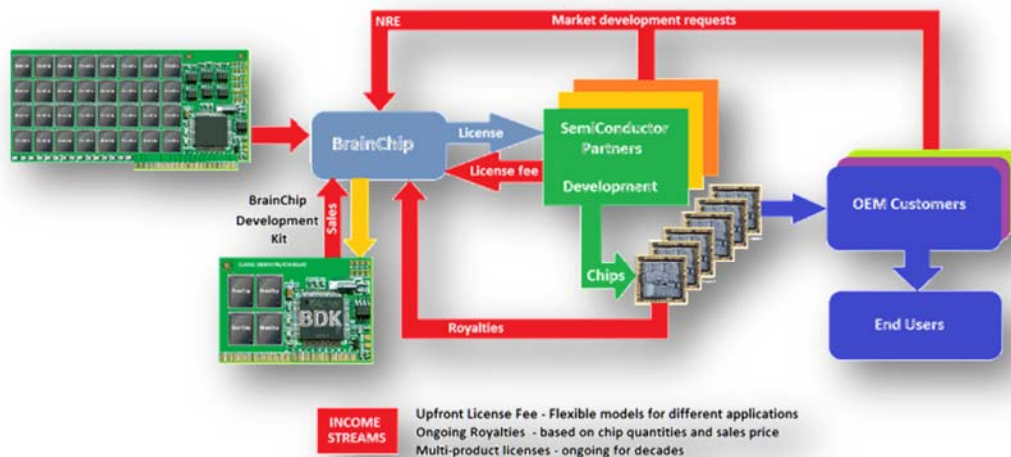 NRE
Market development requests
BrainChip
License
SemiConductor
Partners
License fee
Development
BrainChip
Development
Kit
Sales
OEM Customers
Chips
BDK
Royalties
End Users
INCOME
STREAMS
Upfront License Fee - Flexible models for different applications
Ongoing Royalties - based on chip quantities and sales price
Multi-product licenses - ongoing for decades